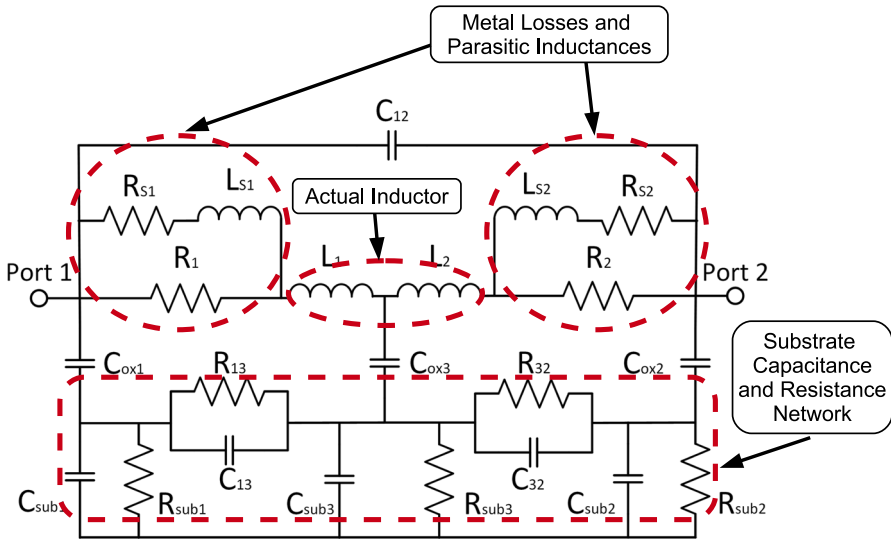 Metal Losses and
Parasitic Inductances
C12
RS1
LS1
Actual Inductor
LS2
RS2
Port 1
R1
L1
L2
R2
Port 2
Cox1
R13
Cox3
R32
Cox2
Substrate
Capacitance
and Resistance
Network
Csub1
Rsub1
C13
Csub3
Rsub3
C32
Csub2
Rsub2